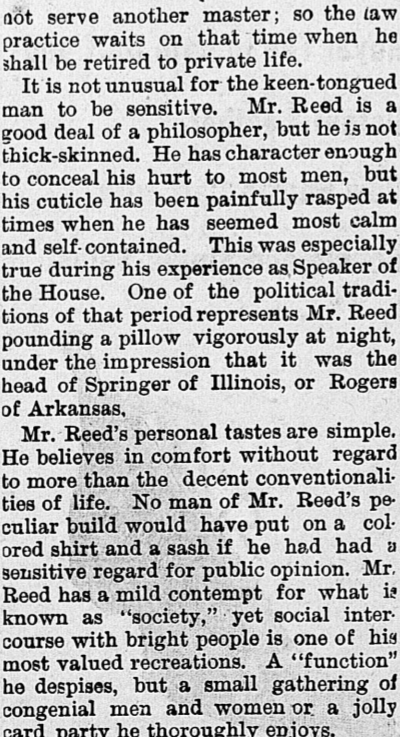 not serve another master; so the law
practice waits on that time when he
shall be retired to private life.
It is not unusual for the keen-tongued
man to be sensitive. Mr. Reed is a
good deal of a philosopher, but he is not
thick-skinned. He has character enough
to conceal his hurt to most men, but
his cuticle has been painfully rasped at
times when he has seemed most calm
and self-contained. This was especially
true during his experience as Speaker of
the House. One of the political tradi-
tions of that period represents Mr. Reed
pounding a pillow vigorously at night,
under the impression that it was the
head of Springer of Illinois, or Rogers
of Arkansas.
Mr. Reed's personal tastes are simple.
He believes in comfort without regard
to more than the decent conventionali-
ties of life. No man of Mr. Reed's pe-
culiar build would have put on a col-
ored shirt and a sash if he had had a
sensitive regard for public opinion. Mr.
Reed has a mild contempt for what is
known as "society," yet social inter-
course with bright people is one of his
most valued recreations. A "function"
he despises, but a small gathering of
congenial men and women or a jolly
card party he thoroughly enjoys.